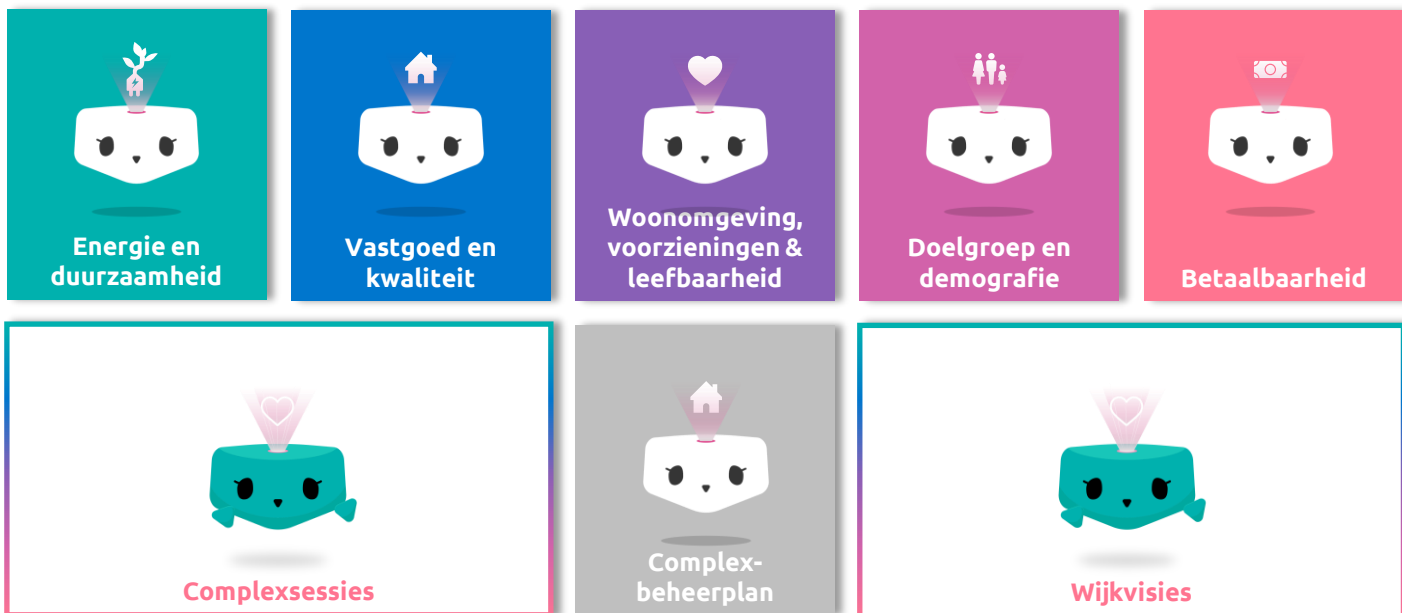 Energie en
duurzaamheid
Vastgoed en
kwaliteit
Woonomgeving,
voorzieningen &
leefbaarheid
Doelgroep en
demografie
Betaalbaarheid
Complexsessies
Complex-
beheerplan
Wijkvisies